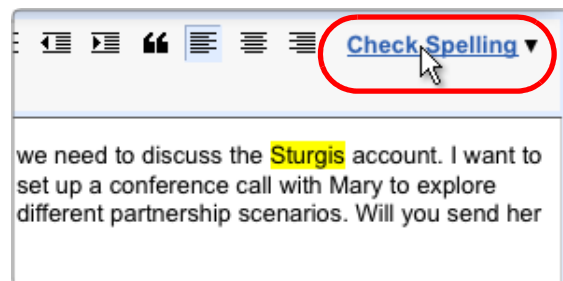 Check Spelling
we need to discuss the Sturgis account. I want to
set up a conference call with Mary to explore
different partnership scenarios. Will you send her